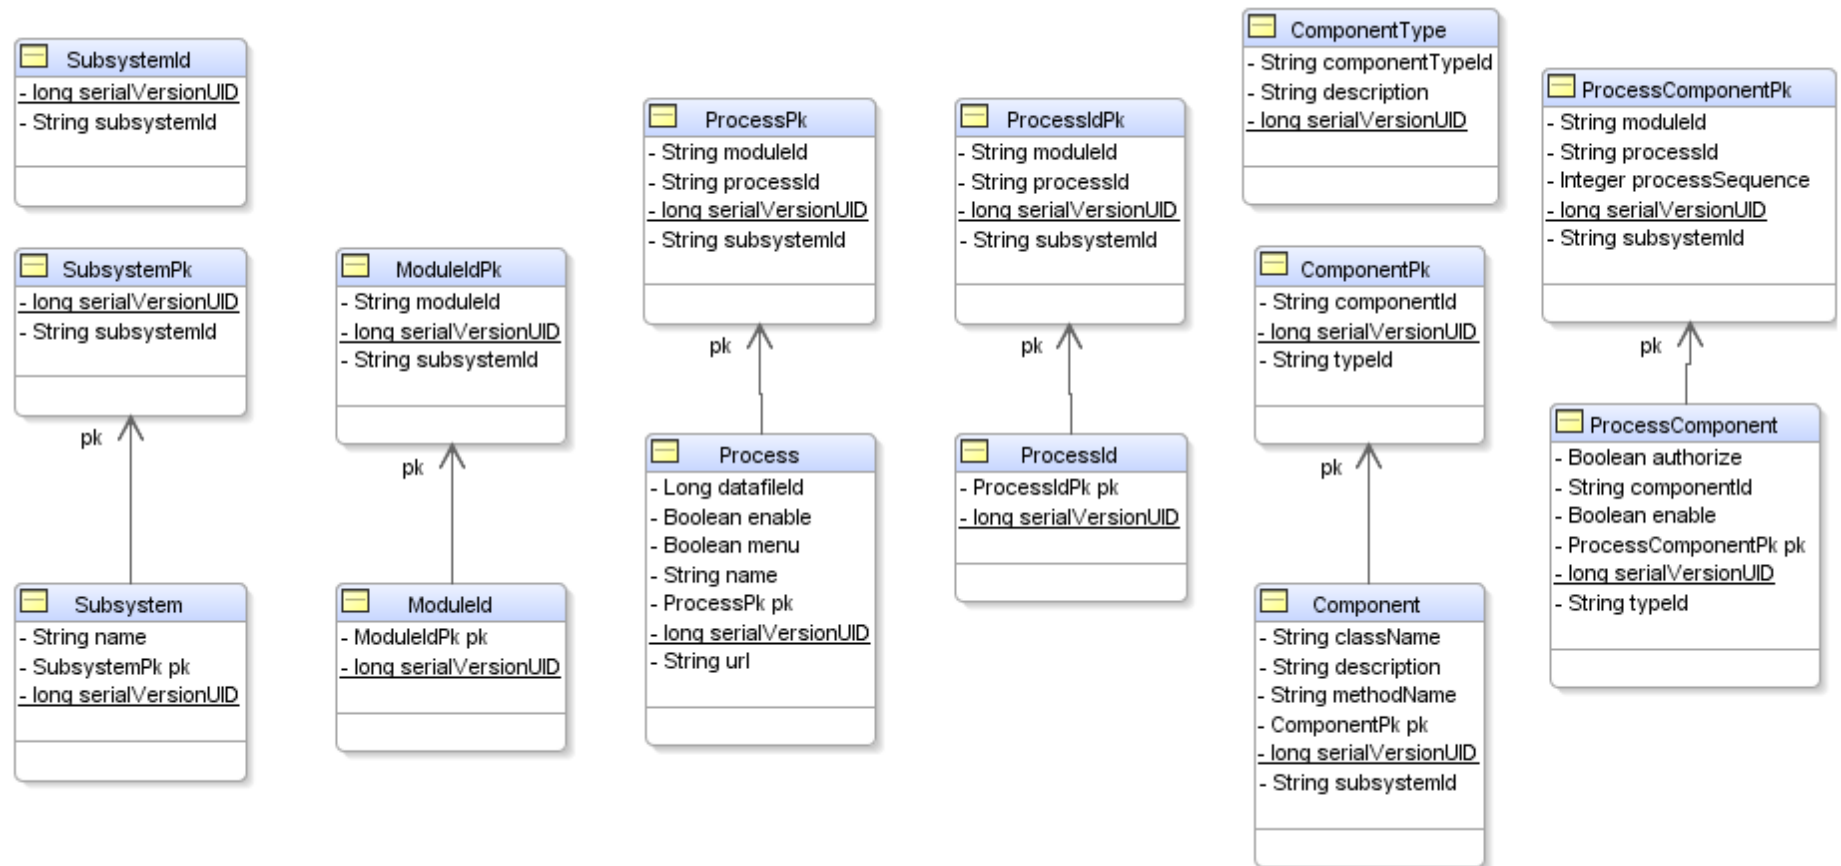 SubsystemId
- long serialVersionUID
- String subsystemId
SubsystemPk
- long serialVersionUID
- String subsystemId
pk
Subsystem
- String name
- SubsystemPk pk
- long serialVersionUID
ModuleIdPk
- String moduleId
- long serialVersionUID
- String subsystemId
pk
ModuleId
- ModuleIdPk pk
- long serialVersionUID
ProcessPk
- String moduleId
- String processId
- long serialVersionUID
- String subsystemId
pk
Process
- Long datafileId
- Boolean enable
- Boolean menu
- String name
- ProcessPk pk
- long serialVersionUID
- String url
ProcessIdPk
- String moduleId
- String processId
- long serialVersionUID
- String subsystemId
pk
ProcessId
- ProcessIdPk pk
- long serialVersionUID
ComponentType
- String componentTypeId
- String description
- long serialVersionUID
ComponentPk
- String componentId
- long serialVersionUID
- String typeId
pk
Component
- String className
- String description
- String methodName
- ComponentPk pk
- long serialVersionUID
- String subsystemId
ProcessComponentPk
- String moduleId
- String processId
- Integer processSequence
- long serialVersionUID
- String subsystemId
pk
ProcessComponent
- Boolean authorize
- String componentId
- Boolean enable
- ProcessComponentPk pk
- long serialVersionUID
- String typeId